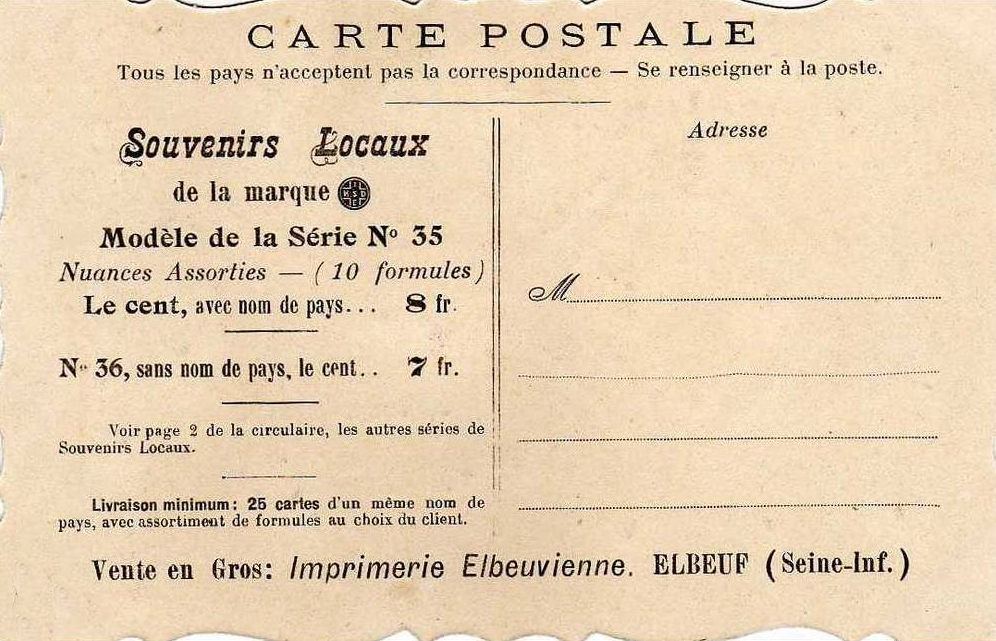 CARTE POSTALE
Tous les pays n'acceptent pas la correspondance — Se renseigner à la poste.
Souvenirs Locaux
de la marque
Modèle de la Série Nº 35
Nuances Assorties — (10 formules)
Le cent, avec nom de pays... 8 fr.
Nº 36, sans nom de pays, le cent.. 7 fr.
Voir page 2 de la circulaire, les autres séries de
Souvenirs Locaux.
Livraison minimum: 25 cartes d'un même nom de
pays, avec assortiment de formules au choix du client.
Adresse
M
Vente en Gros: Imprimerie Elbeuvienne. ELBEUF (Seine-Inf.)